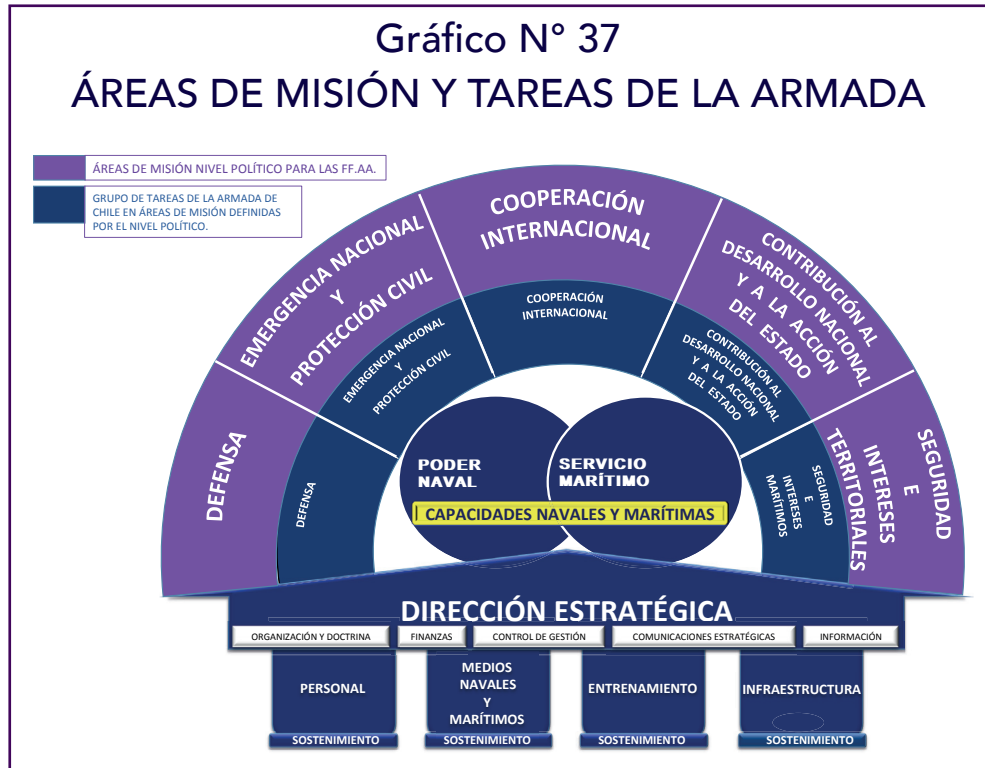 Gráfico N° 37
ÁREAS DE MISIÓN Y TAREAS DE LA ARMADA
ÁREAS DE MISIÓN NIVEL POLÍTICO PARA LAS FF.AA.
GRUPO DE TAREAS DE LA ARMADA DE
CHILE EN ÁREAS DE MISIÓN DEFINIDAS
POR EL NIVEL POLÍTICO.
DEFENSA
EMERGENCIA NACIONAL
Y
PROTECCIÓN CIVIL
COOPERACIÓN
INTERNACIONAL
CONTRIBUCIÓN AL
DESARROLLO NACIONAL
Y A LA ACCIÓN
DEL ESTADO
SEGURIDAD
E
INTERESES
TERRITORIALES
DEFENSA
EMERGENCIA NACIONAL
Y
PROTECCIÓN CIVIL
COOPERACIÓN
INTERNACIONAL
CONTRIBUCIÓN AL
DESARROLLO NACIONAL
Y A LA ACCIÓN
DEL ESTADO
SEGURIDAD
E
INTERESES
MARÍTIMOS
PODER
NAVAL
SERVICIO
MARÍTIMO
CAPACIDADES NAVALES Y MARÍTIMAS
DIRECCIÓN ESTRATÉGICA
ORGANIZACIÓN Y DOCTRINA
FINANZAS
CONTROL DE GESTIÓN
COMUNICACIONES ESTRATÉGICAS
INFORMACIÓN
PERSONAL
MEDIOS
NAVALES
Y
MARÍTIMOS
ENTRENAMIENTO
INFRAESTRUCTURA
SOSTENIMIENTO
SOSTENIMIENTO
SOSTENIMIENTO
SOSTENIMIENTO